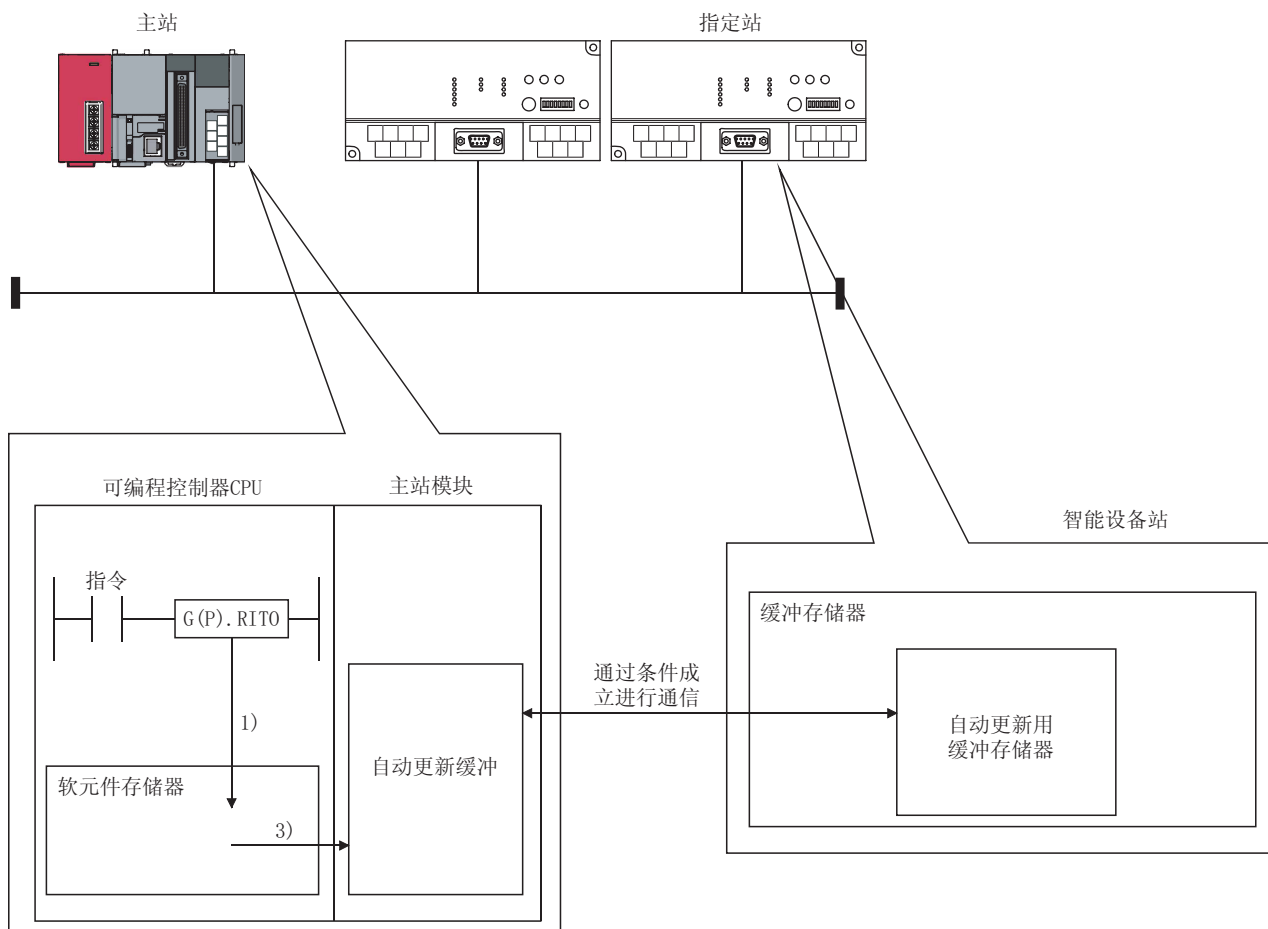 主站
指定站
可编程控制器CPU
主站模块
智能设备站
指令
G(P).RITO
缓冲存储器
通过条件成
立进行通信
1)
自动更新用
缓冲存储器
自动更新缓冲
软元件存储器
3)